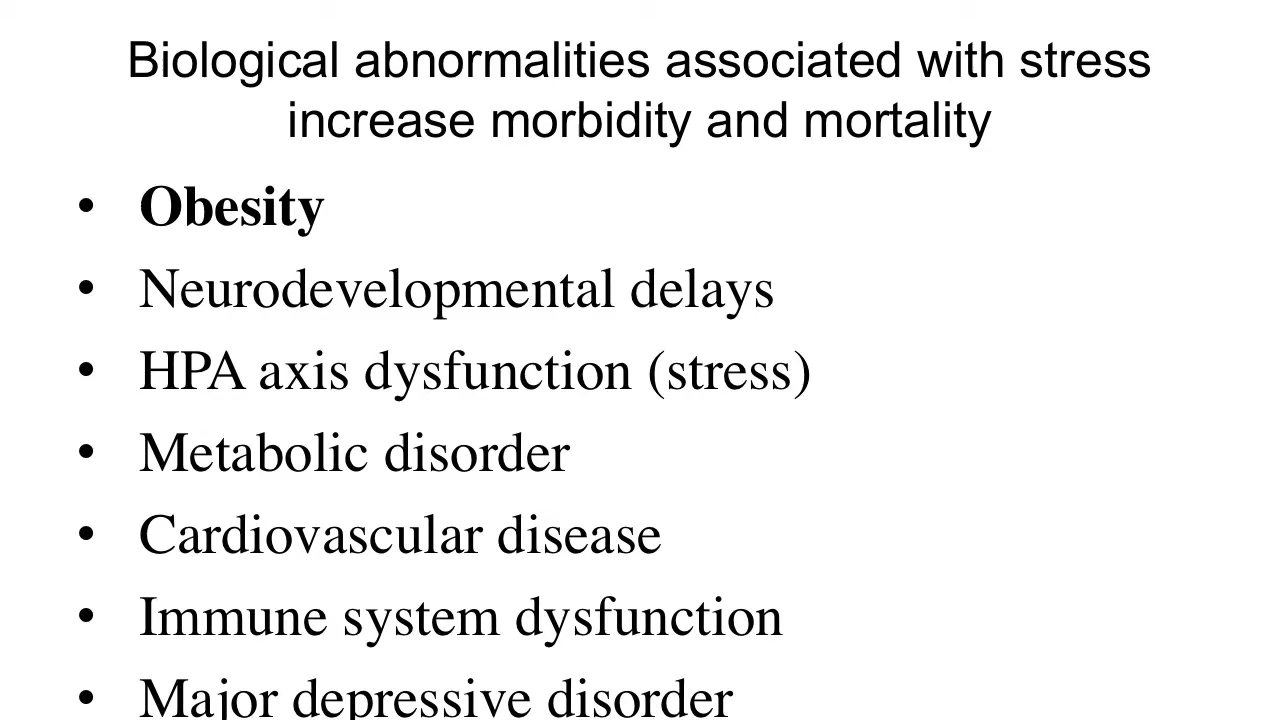 Biological abnormalities associated with stress
increase morbidity and mortality
• Obesity
• Neurodevelopmental delays
• HPA axis dysfunction (stress)
• Metabolic disorder
• Cardiovascular disease
• Immune system dysfunction
• Major depressive disorder